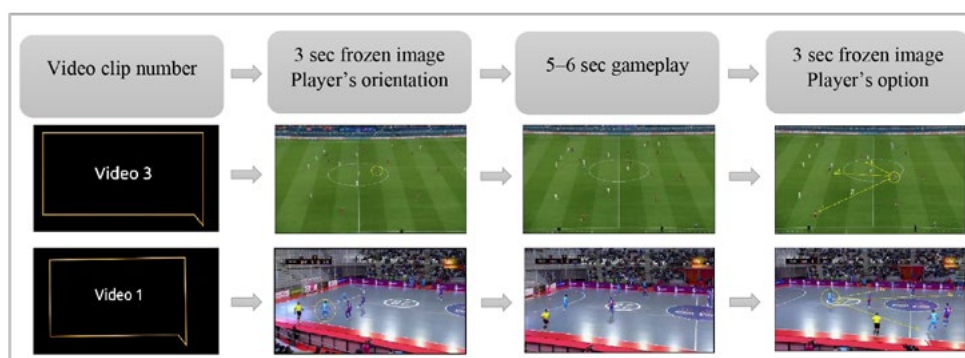 Video clip number
3 sec frozen image
Player's orientation
5–6 sec gameplay
3 sec frozen image
Player's option
Video 3
Video 1